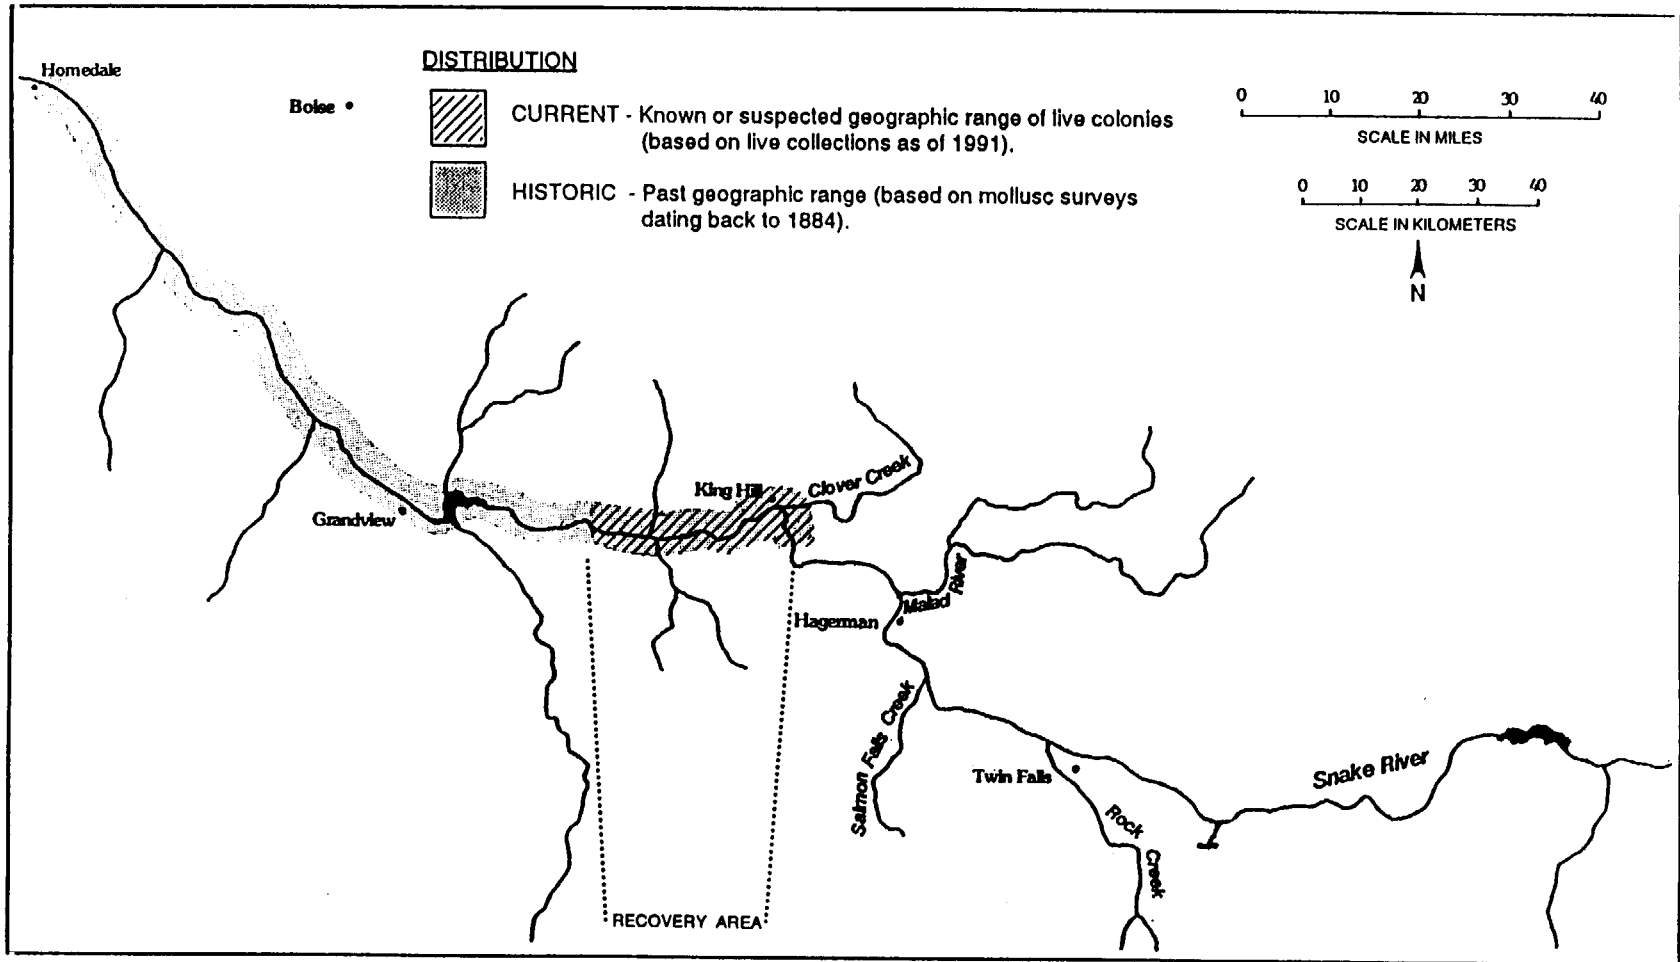 Homedale
Boise
DISTRIBUTION
CURRENT - Known or suspected geographic range of live colonies
(based on live collections as of 1991).
HISTORIC - Past geographic range (based on mollusc surveys
dating back to 1884).
0 10 20 30 40
SCALE IN MILES
0 10 20 30 40
SCALE IN KILOMETERS
N
King Hill
Clover Creek
Grandview
Malad River
Hagerman
Salmon Falls Creek
Twin Falls
Rock Creek
Snake River
RECOVERY AREA